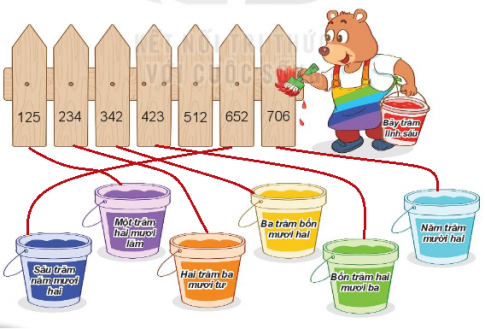 KẾT NỐI TRI THỨC
VỚI CUỘC SỐNG
125 234 342 423 512 652 706
Bảy trăm
linh sáu
Một trăm
hai mươi
lăm
Ba trăm bốn
mươi hai
Năm trăm
mười hai
Sáu trăm
năm mươi
hai
Hai trăm ba
mươi tư
Bốn trăm hai
mươi ba